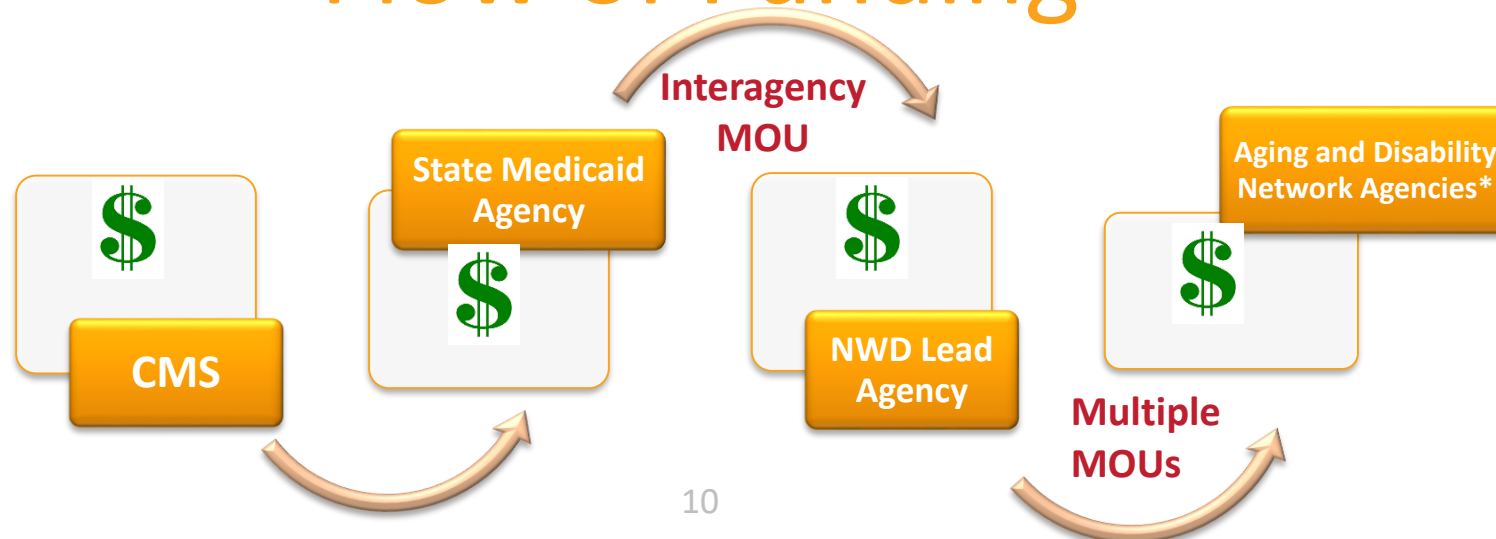 Interagency
MOU
State Medicaid
Agency
Aging and Disability
Network Agencies*
$
$
$
$
CMS
NWD Lead
Agency
Multiple
MOUs
10